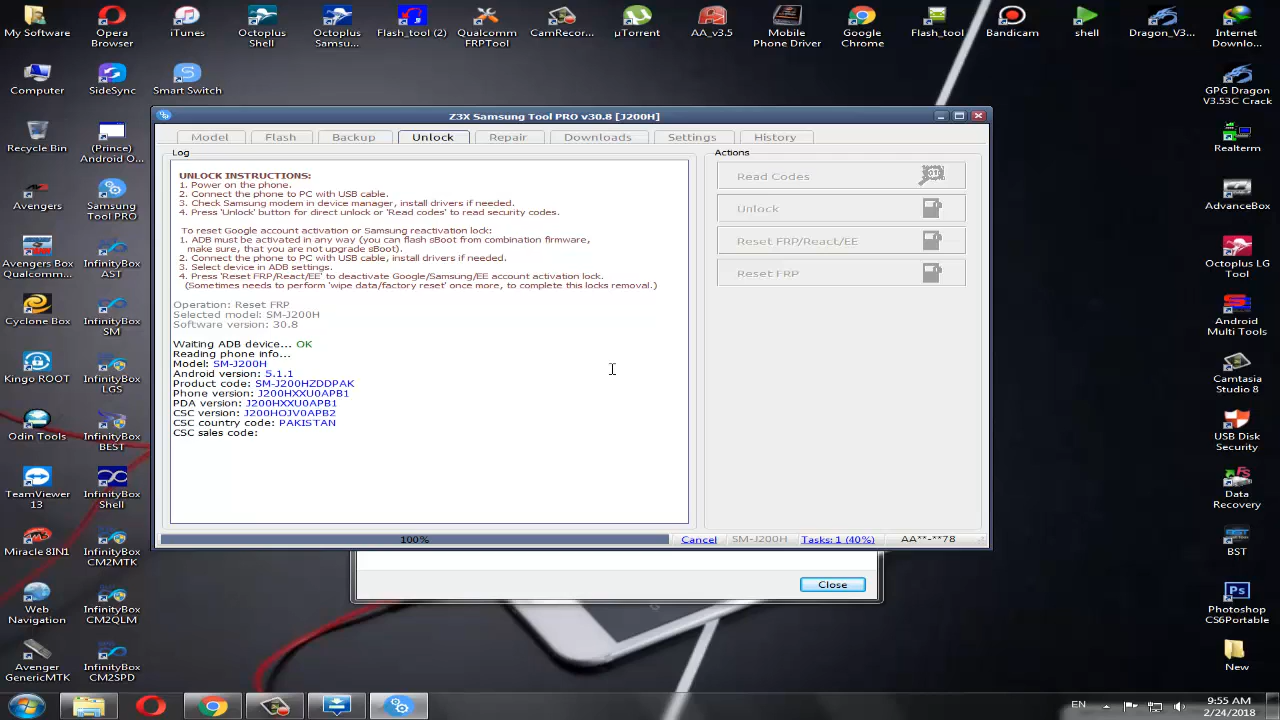 My Software
Opera Browser
iTunes
Octoplus Shell
Octoplus Samsu...
Flash_tool (2)
Qualcomm FRPTool
CamRecor...
µTorrent
AA_v3.5
Mobile Phone Driver
Google Chrome
Flash_tool
Bandicam
shell
Dragon_V3...
Internet Downlo...
Computer
SideSync
Smart Switch
GPG Dragon V3.53C Crack
Recycle Bin
(Prince) Android O...
Realterm
Avengers
Samsung Tool PRO
AdvanceBox
Avengers Box Qualcomm...
InfinityBox AST
Octoplus LG Tool
Cyclone Box
InfinityBox SM
Android Multi Tools
Kingo ROOT
InfinityBox LGS
Camtasia Studio 8
Odin Tools
InfinityBox BEST
USB Disk Security
TeamViewer 13
InfinityBox Shell
Data Recovery
Miracle 8IN1
InfinityBox CM2MTK
BST
Web Navigation
InfinityBox CM2QLM
Photoshop CS6Portable
Avenger GenericMTK
InfinityBox CM2SPD
New
Z3X Samsung Tool PRO v30.8 [J200H]
Model Flash Backup Unlock Repair Downloads Settings History
Log
UNLOCK INSTRUCTIONS:
1. Power on the phone.
2. Connect the phone to PC with USB cable.
3. Check Samsung modem in device manager, install drivers if needed.
4. Press 'Unlock' button for direct unlock or 'Read codes' to read security codes.
To reset Google account activation or Samsung reactivation lock:
1. ADB must be activated in any way (you can flash sBoot from combination firmware,
make sure, that you are not upgrade sBoot).
2. Connect the phone to PC with USB cable, install drivers if needed.
3. Select device in ADB settings.
4. Press 'Reset FRP/React/EE' to deactivate Google/Samsung/EE account activation lock.
(Sometimes needs to perform 'wipe data/factory reset' once more, to complete this locks removal.)
Operation: Reset FRP
Selected model: SM-J200H
Software version: 30.8
Waiting ADB device... OK
Reading phone info...
Model: SM-J200H
Android version: 5.1.1
Product code: SM-J200HZDDPAK
Phone version: J200HXXU0APB1
PDA version: J200HXXU0APB1
CSC version: J200HOJV0APB2
CSC country code: PAKISTAN
CSC sales code:
Actions
Read Codes
Unlock
Reset FRP/React/EE
Reset FRP
100%
Cancel SM-J200H Tasks: 1 (40%) AA**-**78
Close
EN
9:55 AM
2/24/2018